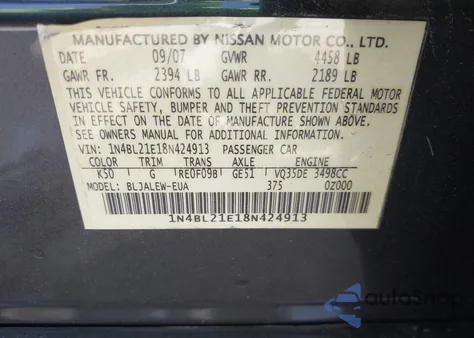 MANUFACTURED BY NISSAN MOTOR CO., LTD.
DATE 09/07 GVWR 4458 LB
GAWR FR. 2394 LB GAWR RR. 2189 LB
THIS VEHICLE CONFORMS TO ALL APPLICABLE FEDERAL MOTOR
VEHICLE SAFETY, BUMPER AND THEFT PREVENTION STANDARDS
IN EFFECT ON THE DATE OF MANUFACTURE SHOWN ABOVE.
SEE OWNERS MANUAL FOR ADDITIONAL INFORMATION.
VIN: 1N4BL21E18N424913 PASSENGER CAR
COLOR TRIM TRANS AXLE ENGINE
K50 G RE0F09B GE51 VQ35DE 3498CC
MODEL: BLJALEW-EUA 375 0Z000
1N4BL21E18N424913
autoSnap